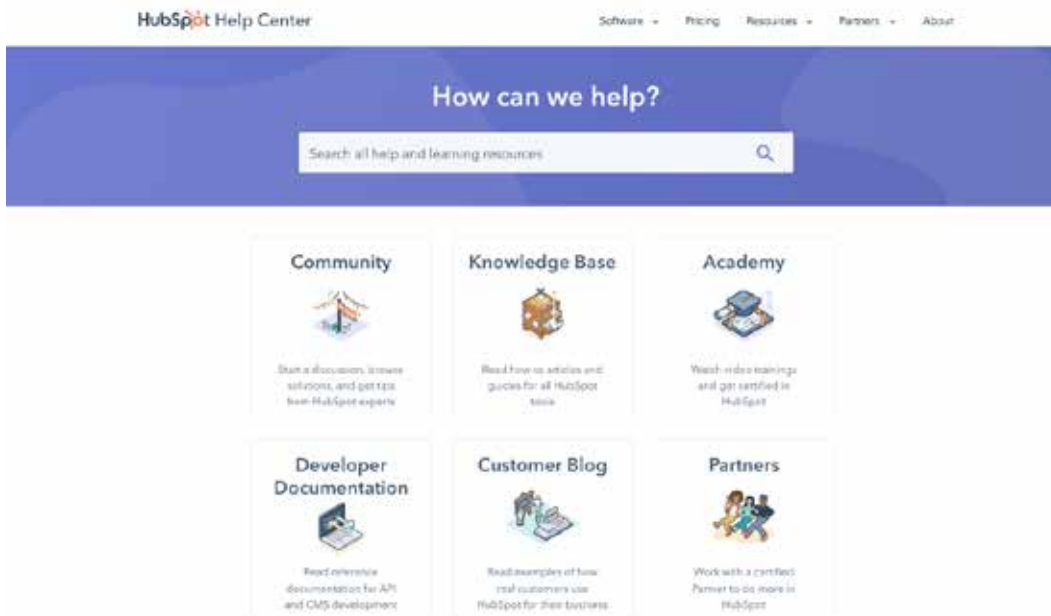 HubSpot Help Center
Software
Pricing
Resources
Partners
About
How can we help?
Search all help and learning resources
Community
Knowledge Base
Academy
Start a discussion, browse
solutions, and get tips
from HubSpot experts
Read how-to articles and
guides for all HubSpot
tools
Watch video trainings
and get certified in
HubSpot
Developer
Documentation
Customer Blog
Partners
Read reference
documentation for API
and CMS development
Read examples of how
real customers use
HubSpot for their business
Work with a certified
Partner to do more in
HubSpot